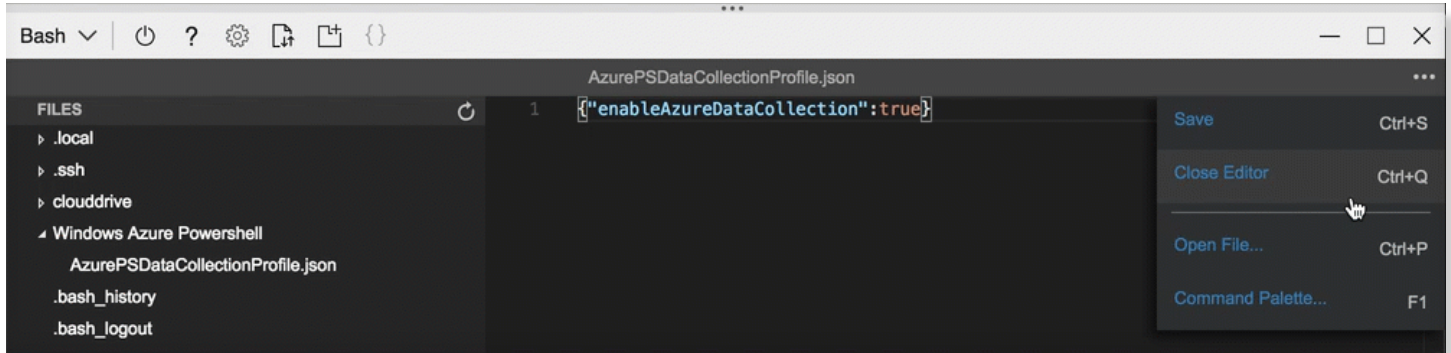 Bash ? { }
AzurePSDataCollectionProfile.json
FILES
.local
.ssh
clouddrive
Windows Azure Powershell
AzurePSDataCollectionProfile.json
.bash_history
.bash_logout
1 {"enableAzureDataCollection":true}
Save Ctrl+S
Close Editor Ctrl+Q
Open File... Ctrl+P
Command Palette... F1